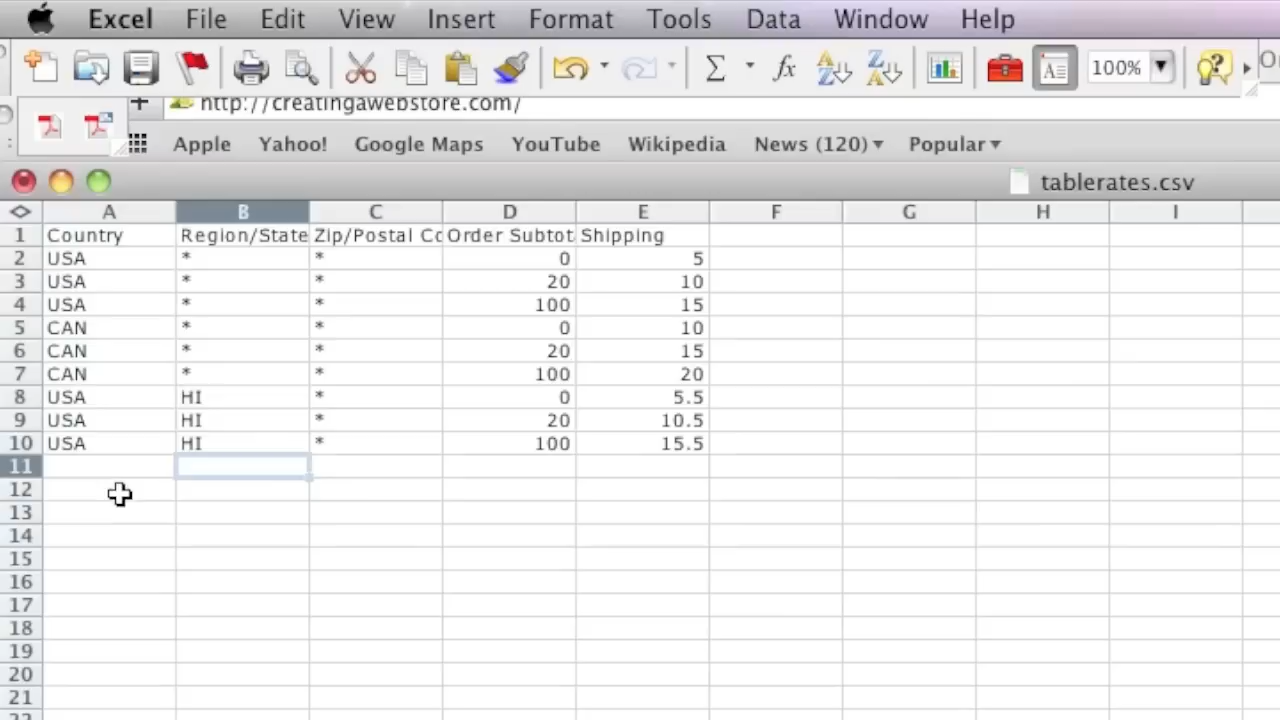 Excel File Edit View Insert Format Tools Data Window Help
Σ fx A Z Z A A 100% ?
http://creatingawebstore.com/
Apple Yahoo! Google Maps YouTube Wikipedia News (120) Popular
tablerates.csv
A B C D E F G H I
1 Country Region/State Zip/Postal Co Order Subtot Shipping
2 USA * * 0 5
3 USA * * 20 10
4 USA * * 100 15
5 CAN * * 0 10
6 CAN * * 20 15
7 CAN * * 100 20
8 USA HI * 0 5.5
9 USA HI * 20 10.5
10 USA HI * 100 15.5
11
12
13
14
15
16
17
18
19
20
21